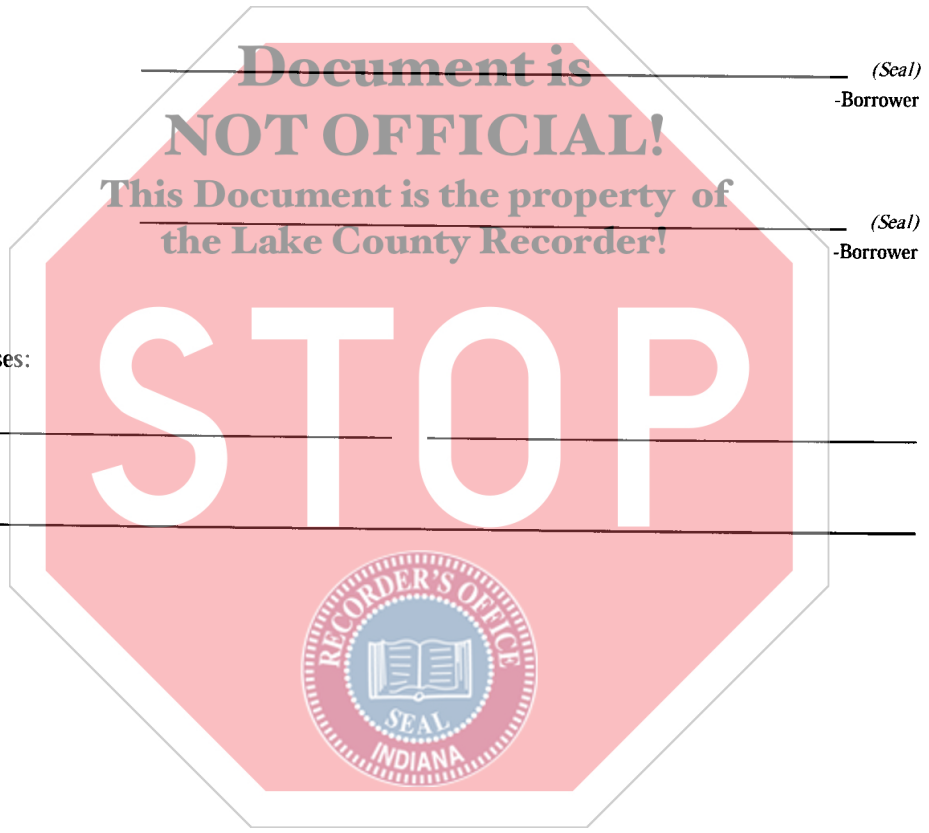 Document is
(Seal)
-Borrower
NOT OFFICIAL!
This Document is the property of
(Seal)
the Lake County Recorder!
-Borrower
ses:
STOP
RECORDER'S OFFICE
SEAL
INDIANA